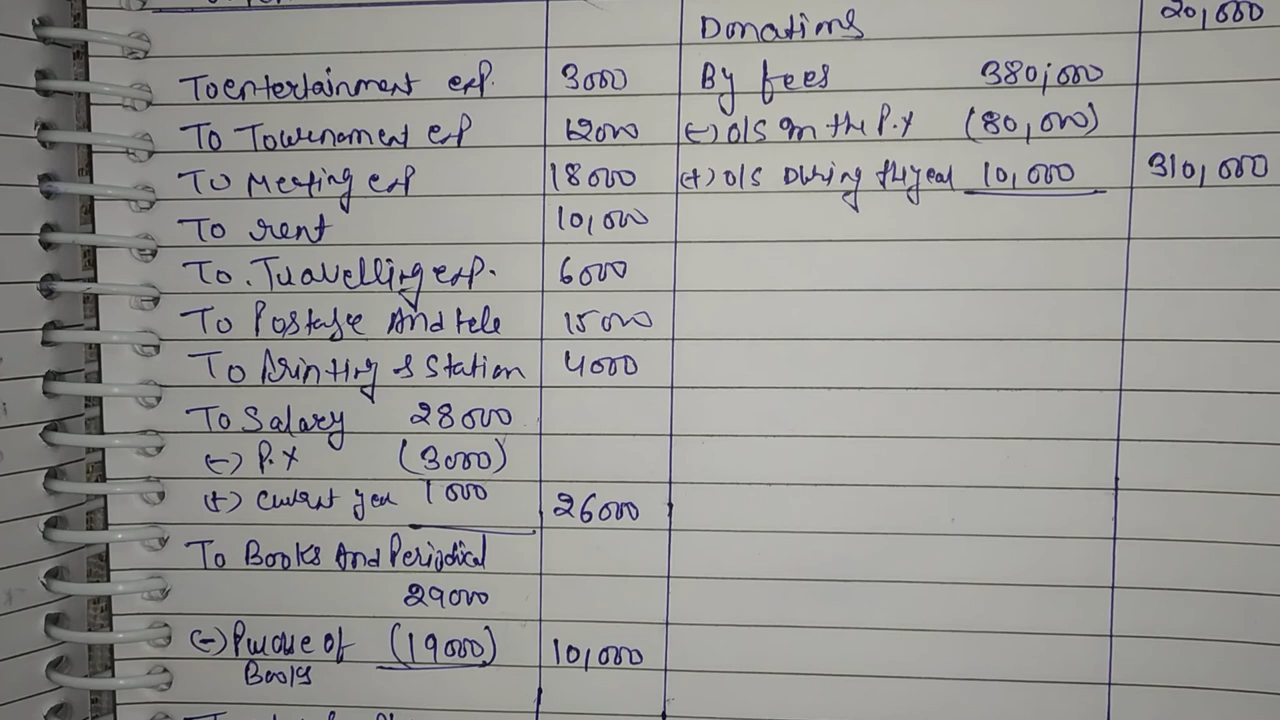 Donations 20,000
To entertainment exp. 3000 By fees 380,000
To Tournament exp 12000 (-) O/S in the P.Y (80,000)
To Meeting exp 18000 (+) O/S During the year 10,000 310,000
To rent 10,000
To. Travelling exp. 6000
To Postage And tele 15000
To Printing & Station 4000
To Salary 28000
(-) P.Y (3000)
(+) Current year 1000 26000
To Books And Periodical
29000
(-) of (19000) 10,000
Books